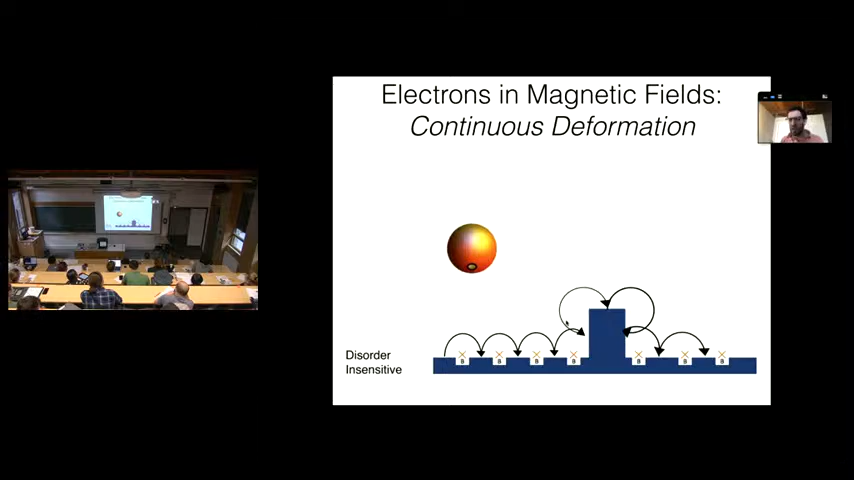 Electrons in Magnetic Fields:
Continuous Deformation
Disorder
Insensitive
B B B B B B B